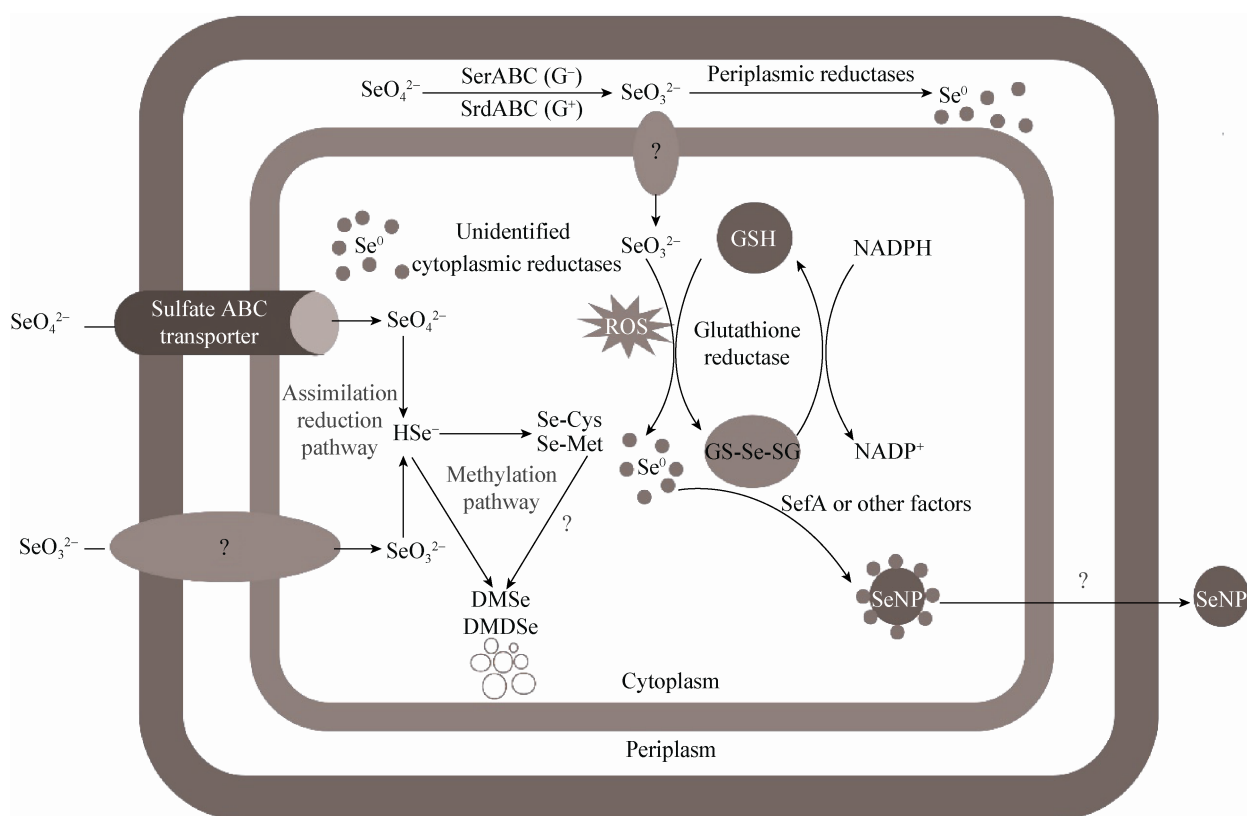 SeO₄²⁻
SerABC (G⁻)
SrdABC (G⁺)
SeO₃²⁻
Periplasmic reductases
Se⁰
?
Se⁰
Unidentified
cytoplasmic reductases
SeO₃²⁻
GSH
NADPH
SeO₄²⁻
Sulfate ABC
transporter
SeO₄²⁻
ROS
Glutathione
reductase
Assimilation
reduction
pathway
HSe⁻
Se-Cys
Se-Met
Se⁰
GS-Se-SG
NADP⁺
Methylation
pathway
?
SefA or other factors
SeO₃²⁻
?
SeO₃²⁻
DMSe
DMDSe
SeNP
?
SeNP
Cytoplasm
Periplasm